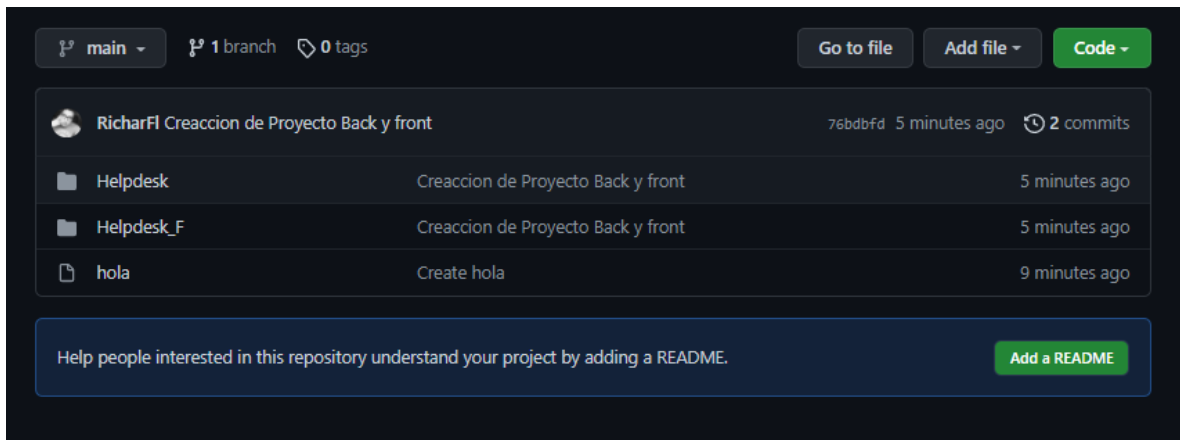 main 1 branch 0 tags Go to file Add file Code
RicharFl Creaccion de Proyecto Back y front 76bdbfd 5 minutes ago 2 commits
Helpdesk Creaccion de Proyecto Back y front 5 minutes ago
Helpdesk_F Creaccion de Proyecto Back y front 5 minutes ago
hola Create hola 9 minutes ago
Help people interested in this repository understand your project by adding a README. Add a README